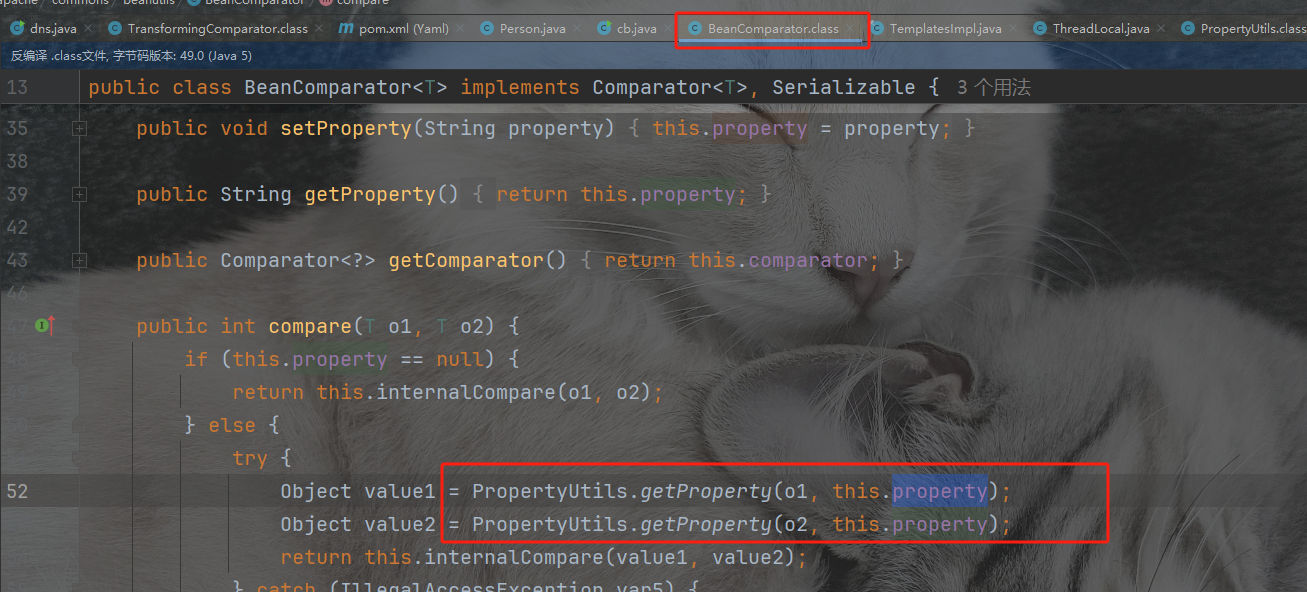 apache commons beanutils BeanComparator compare
dns.java TransformingComparator.class pom.xml (Yaml) Person.java cb.java BeanComparator.class TemplatesImpl.java ThreadLocal.java PropertyUtils.class
反编译 .class文件, 字节码版本: 49.0 (Java 5)
13 public class BeanComparator<T> implements Comparator<T>, Serializable { 3 个用法
35 public void setProperty(String property) { this.property = property; }
38
39 public String getProperty() { return this.property; }
42
43 public Comparator<?> getComparator() { return this.comparator; }
46
47 public int compare(T o1, T o2) {
48 if (this.property == null) {
return this.internalCompare(o1, o2);
} else {
try {
52 Object value1 = PropertyUtils.getProperty(o1, this.property);
Object value2 = PropertyUtils.getProperty(o2, this.property);
return this.internalCompare(value1, value2);
} catch (IllegalAccessException var5) {